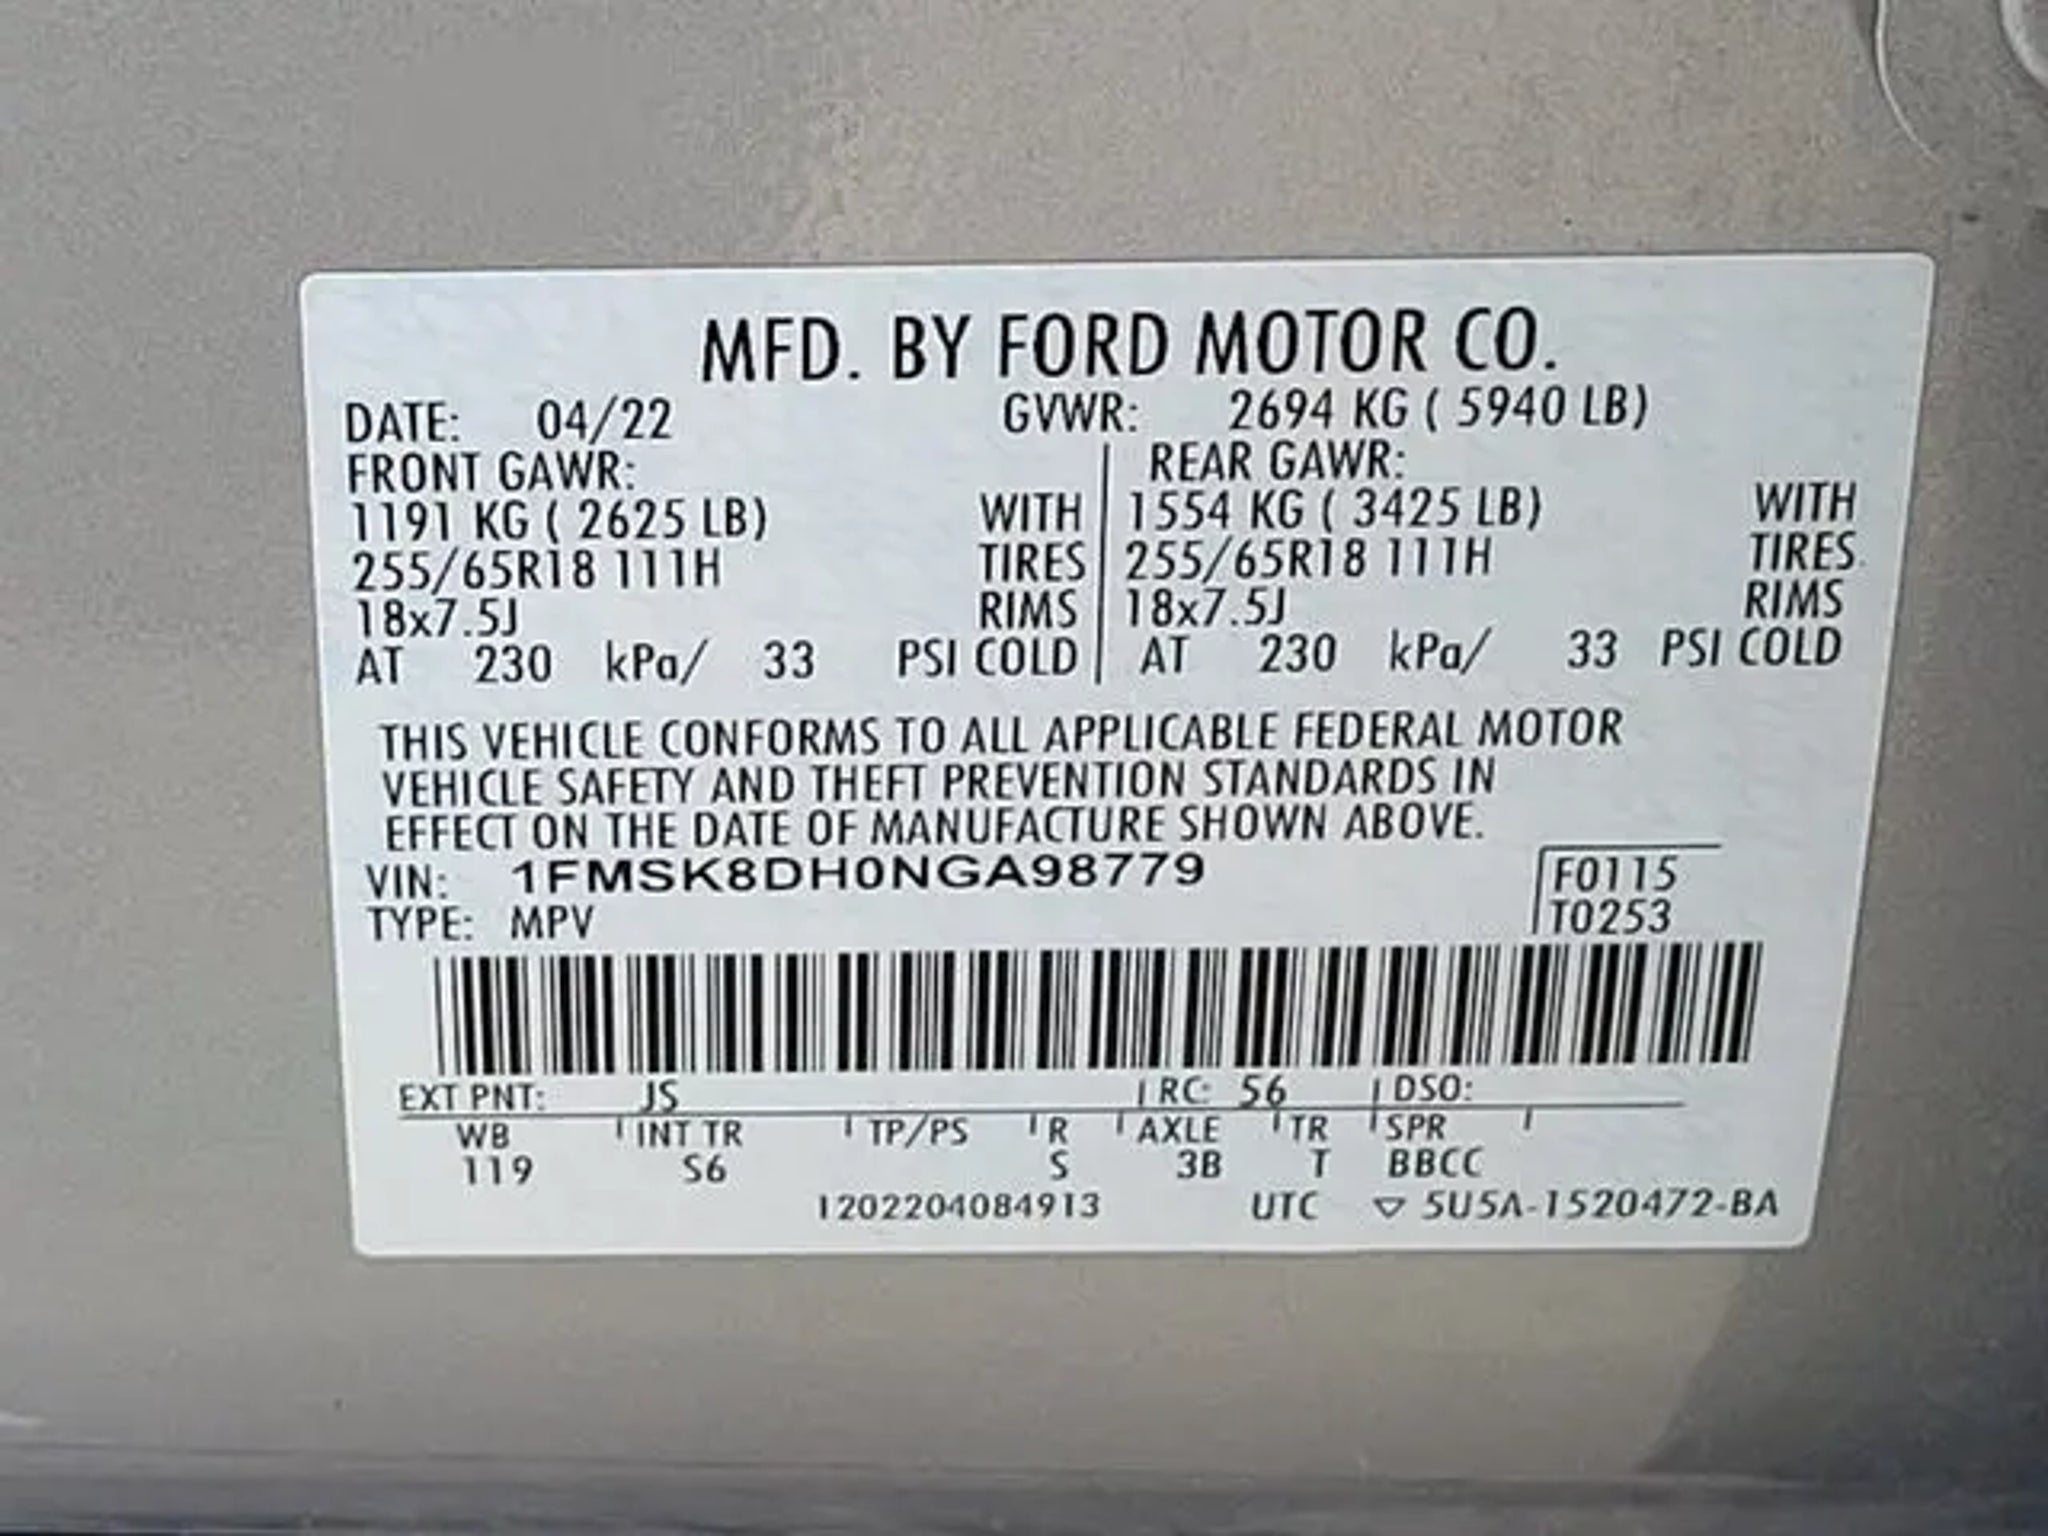 MFD. BY FORD MOTOR CO.
DATE: 04/22 GVWR: 2694 KG ( 5940 LB)
FRONT GAWR: REAR GAWR:
1191 KG ( 2625 LB) WITH 1554 KG ( 3425 LB) WITH
255/65R18 111H TIRES 255/65R18 111H TIRES
18x7.5J RIMS 18x7.5J RIMS
AT 230 kPa/ 33 PSI COLD AT 230 kPa/ 33 PSI COLD
THIS VEHICLE CONFORMS TO ALL APPLICABLE FEDERAL MOTOR
VEHICLE SAFETY AND THEFT PREVENTION STANDARDS IN
EFFECT ON THE DATE OF MANUFACTURE SHOWN ABOVE.
VIN: 1FMSK8DH0NGA98779 F0115
TYPE: MPV T0253
EXT PNT: JS RC: 56 DSO:
WB INT TR TP/PS R AXLE TR SPR
119 S6 S 3B T BBCC
1202204084913 UTC ▽ 5U5A-1520472-BA